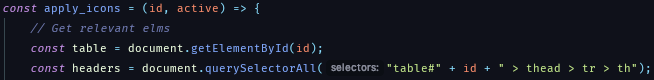 const apply_icons = (id, active) => {
// Get relevant elms
const table = document.getElementById(id);
const headers = document.querySelectorAll( selectors: "table#" + id + " > thead > tr > th");